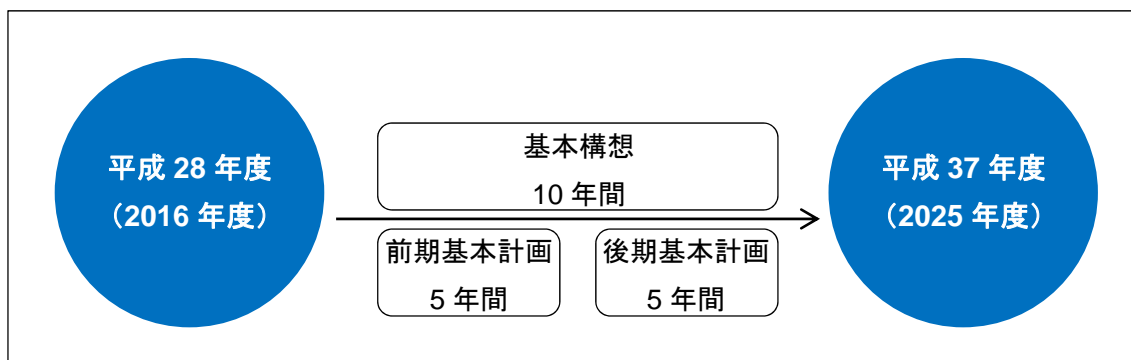 平成 28 年度
（2016 年度）
基本構想
10 年間
前期基本計画
5 年間
後期基本計画
5 年間
平成 37 年度
（2025 年度）